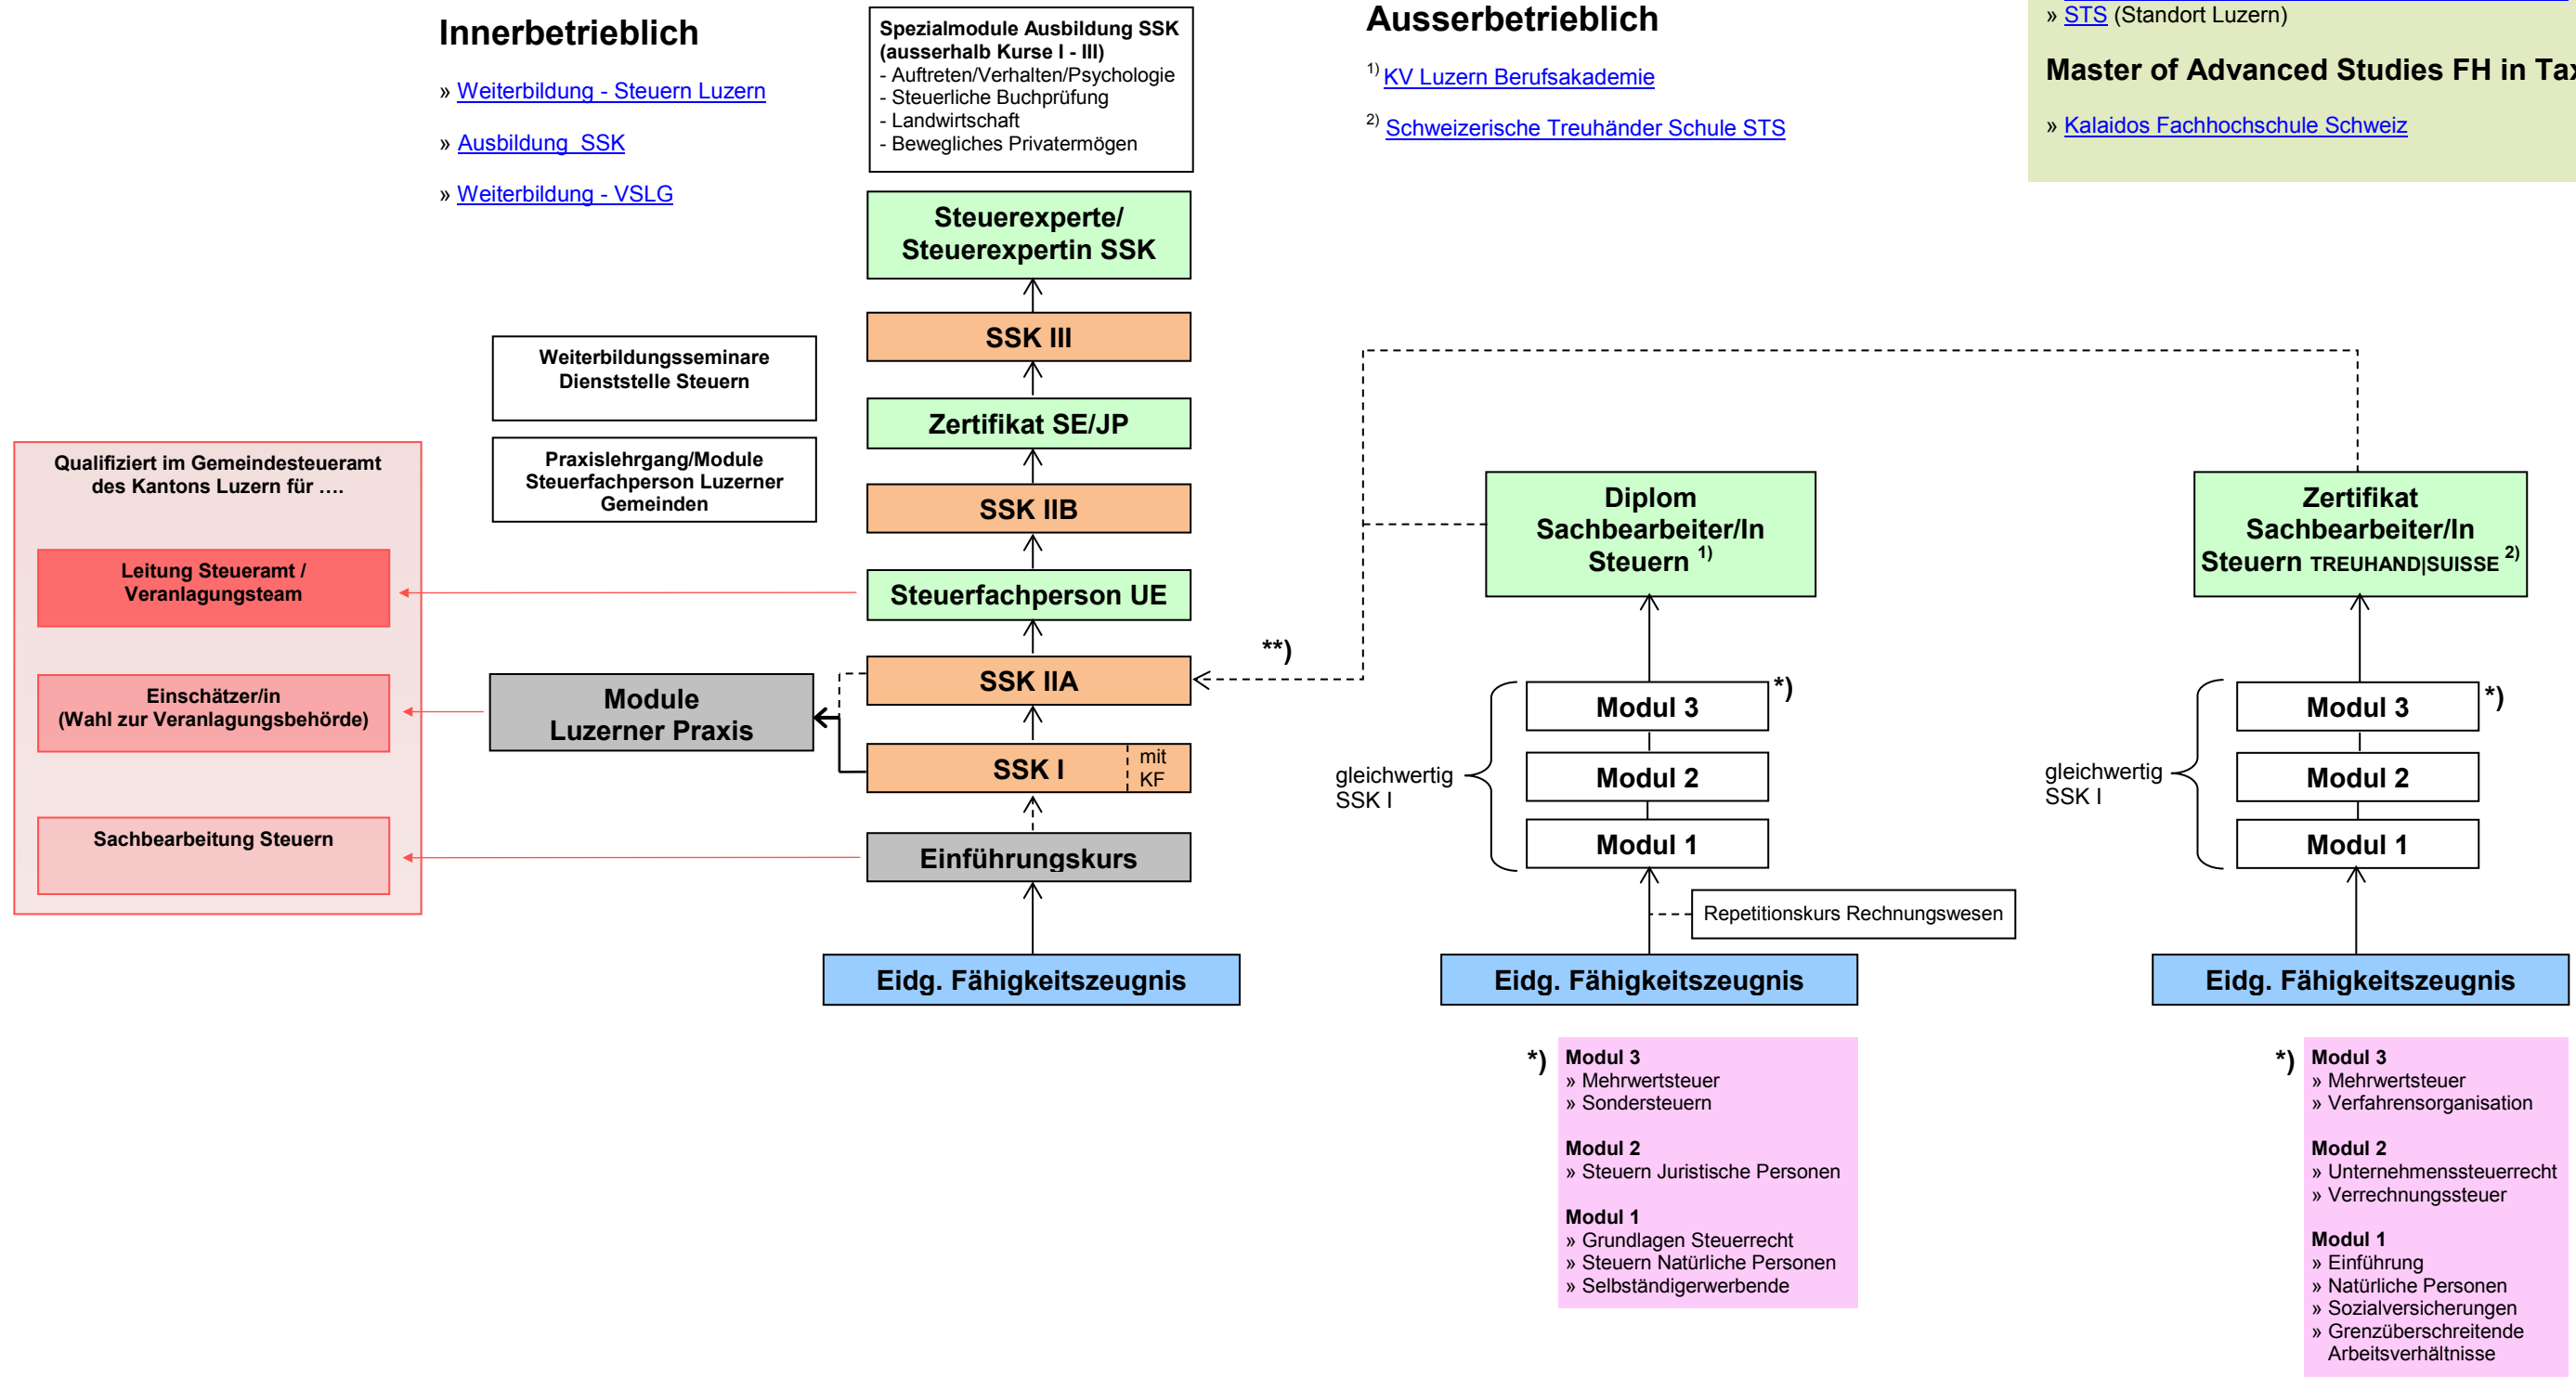 Innerbetrieblich
» Weiterbildung - Steuern Luzern
» Ausbildung SSK
» Weiterbildung - VSLG
Spezialmodule Ausbildung SSK
(ausserhalb Kurse I - III)
- Auftreten/Verhalten/Psychologie
- Steuerliche Buchprüfung
- Landwirtschaft
- Bewegliches Privatermögen
Ausserbetrieblich
1) KV Luzern Berufsakademie
2) Schweizerische Treuhänder Schule STS
» STS (Standort Luzern)
Master of Advanced Studies FH in Tax
» Kalaidos Fachhochschule Schweiz
Steuerexperte/
Steuerexpertin SSK
SSK III
Zertifikat SE/JP
SSK IIB
Steuerfachperson UE
SSK IIA
SSK I
mit
KF
Einführungskurs
Eidg. Fähigkeitszeugnis
Weiterbildungsseminare
Dienststelle Steuern
Praxislehrgang/Module
Steuerfachperson Luzerner
Gemeinden
Module
Luzerner Praxis
Qualifiziert im Gemeindesteueramt
des Kantons Luzern für ....
Leitung Steueramt /
Veranlagungsteam
Einschätzer/in
(Wahl zur Veranlagungsbehörde)
Sachbearbeitung Steuern
**)
Diplom
Sachbearbeiter/In
Steuern 1)
Modul 3
*)
Modul 2
Modul 1
gleichwertig
SSK I
Repetitionskurs Rechnungswesen
Eidg. Fähigkeitszeugnis
*)
Modul 3
» Mehrwertsteuer
» Sondersteuern
Modul 2
» Steuern Juristische Personen
Modul 1
» Grundlagen Steuerrecht
» Steuern Natürliche Personen
» Selbständigerwerbende
Zertifikat
Sachbearbeiter/In
Steuern TREUHAND|SUISSE 2)
Modul 3
*)
Modul 2
Modul 1
gleichwertig
SSK I
Eidg. Fähigkeitszeugnis
*)
Modul 3
» Mehrwertsteuer
» Verfahrensorganisation
Modul 2
» Unternehmenssteuerrecht
» Verrechnungssteuer
Modul 1
» Einführung
» Natürliche Personen
» Sozialversicherungen
» Grenzüberschreitende
Arbeitsverhältnisse